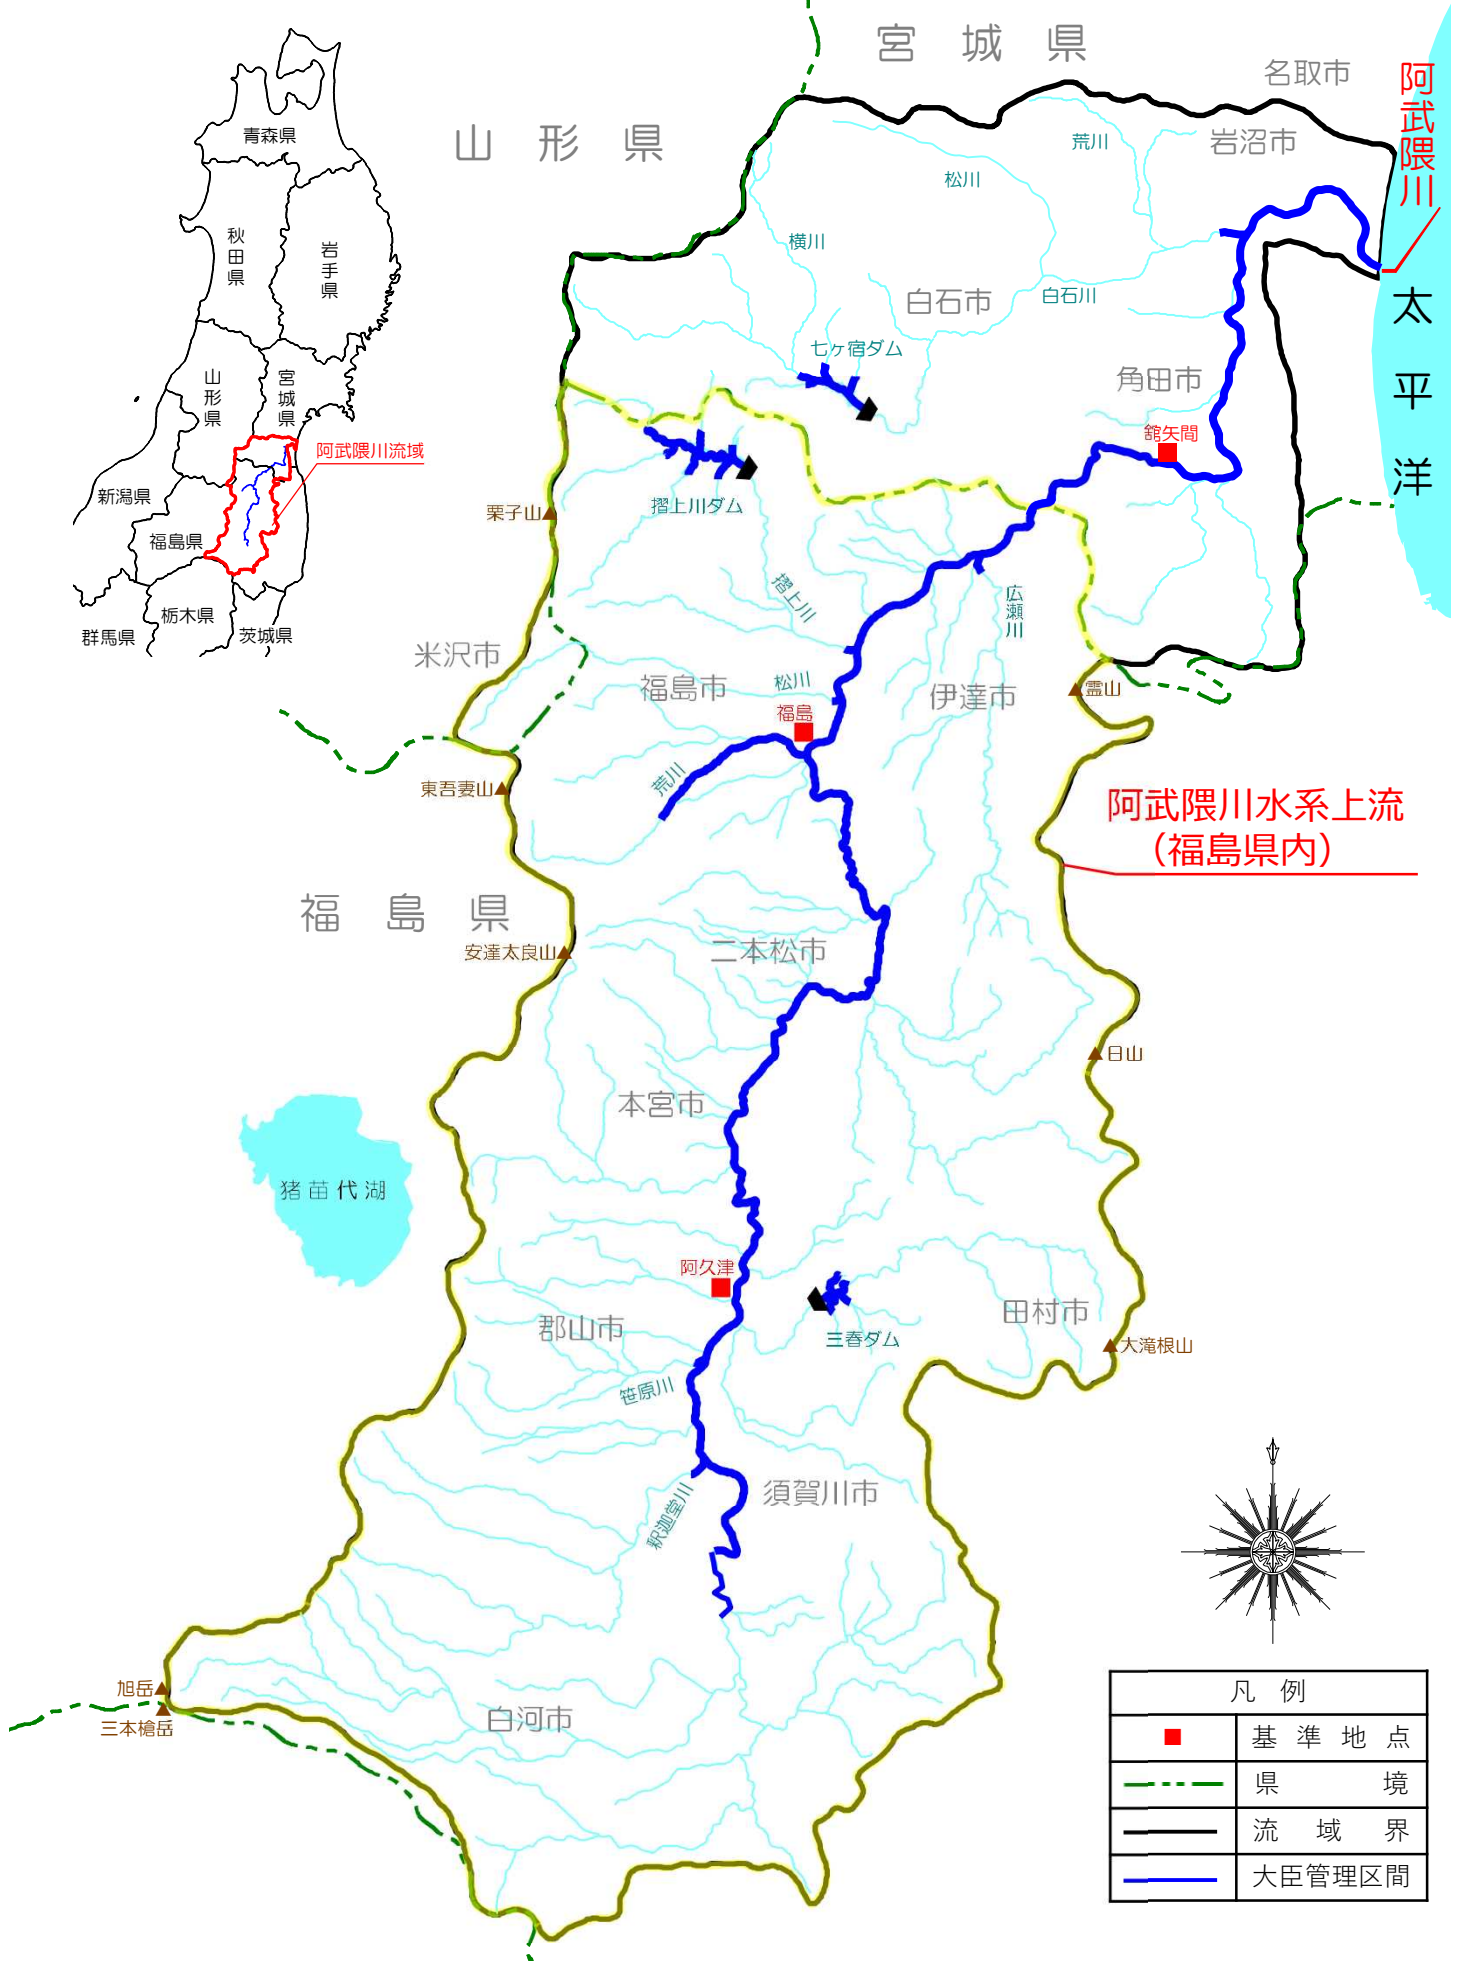 宮城県
名取市
阿武隈川
山形県
荒川
岩沼市
松川
横川
白石市
白石川
太平洋
七ヶ宿ダム
角田市
舘矢間
摺上川ダム
栗子山
摺上川
広瀬川
米沢市
福島市
松川
伊達市
霊山
福島
荒川
東吾妻山
阿武隈川水系上流
（福島県内）
福島県
安達太良山
二本松市
日山
本宮市
猪苗代湖
阿久津
郡山市
三春ダム
田村市
大滝根山
笹原川
須賀川市
釈迦堂川
旭岳
三本槍岳
白河市
青森県
秋田県
岩手県
山形県
宮城県
阿武隈川流域
新潟県
福島県
栃木県
群馬県
茨城県
凡例
基準地点
県境
流域界
大臣管理区間